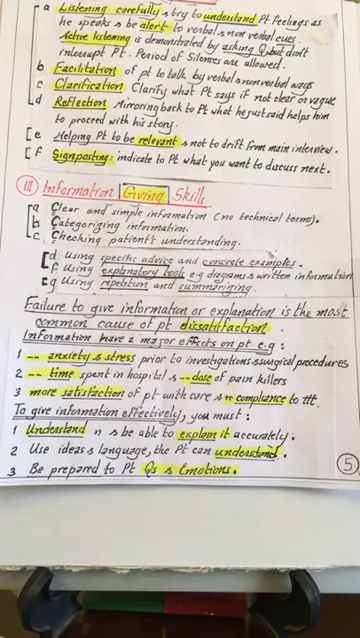 a Listening carefully & try to understand Pt feelings as
he speaks & be alert to verbal & non verbal cues.
Active listening is demonstrated by asking Q but don't
interrupt Pt. Period of Silences are allowed.
b Facilitation of pt to talk by verbal & nonverbal ways
c Clarification Clarify what Pt says if not clear or vague
d Reflection Mirroring back to Pt what he just said helps him
to proceed with his story.
e Helping Pt to be relevant & not to drift from main interview.
f Signposting: indicate to Pt what you want to discuss next.
III Information Giving Skills
a Clear and simple information (no technical terms).
b Categorizing information.
c Checking patient's understanding.
d Using specific advice and concrete examples.
f Using explanatory tools e.g diagrams & written information
g Using repetition and summarizing.
Failure to give information or explanation is the most
common cause of pt dissatifaction.
Information have 2 major effects on pt e.g:
1 -- anxiety & stress prior to investigations & surgical procedures
2 -- time spent in hospital & -- dose of pain killers
3 more satisfaction of pt with care & compliance to ttt.
To give information effectively, you must:
1 Understand & be able to explain it accurately.
2 Use ideas & language, the Pt can understand.
3 Be prepared to Pt Qs & Emotions.
5